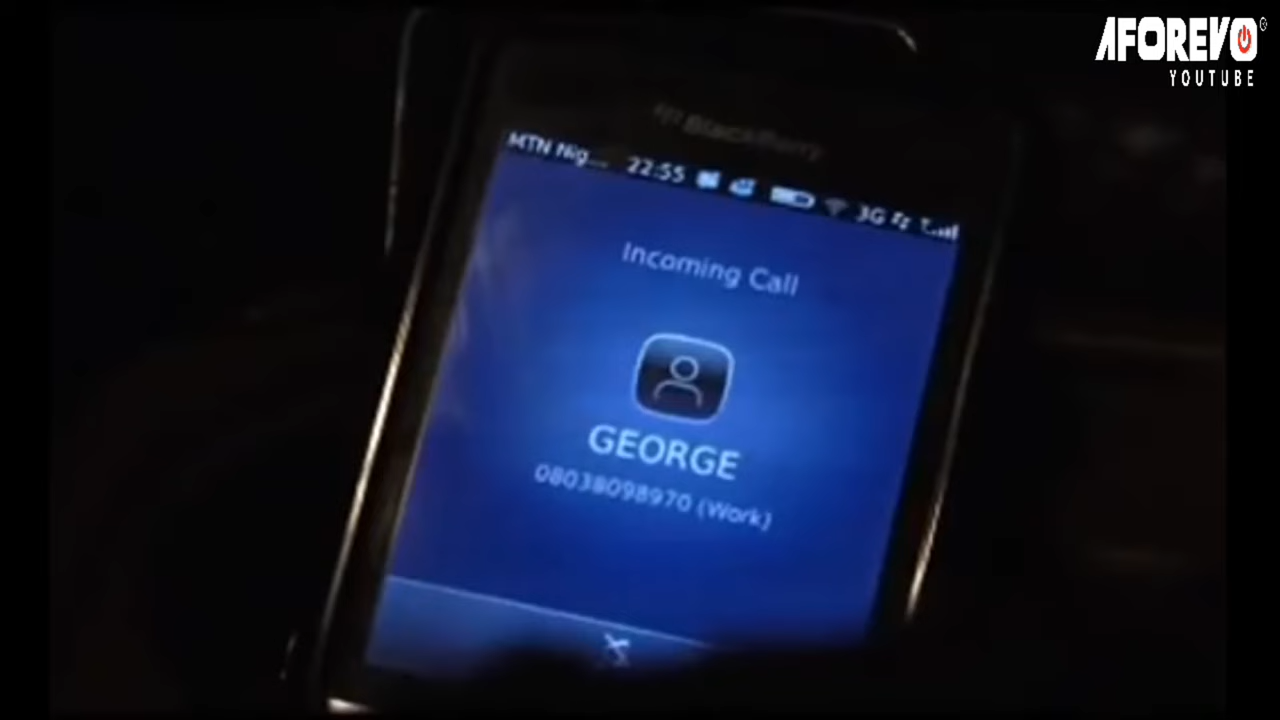 AFOREVO
YOUTUBE
BlackBerry
MTN Nig... 22:55 3G
Incoming Call
GEORGE
08038098970 (Work)